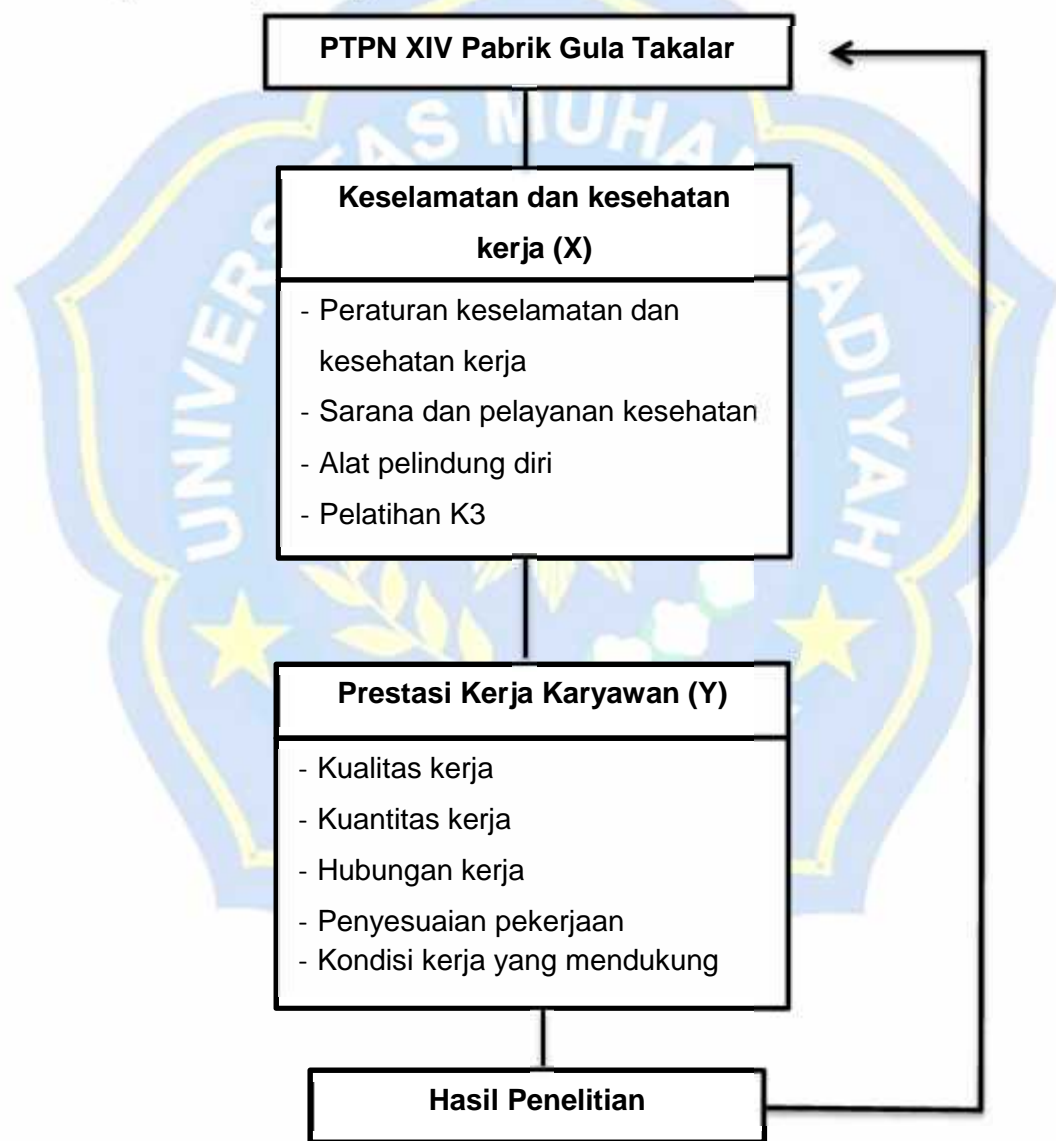 PTPN XIV Pabrik Gula Takalar
Keselamatan dan kesehatan
kerja (X)
- Peraturan keselamatan dan
kesehatan kerja
- Sarana dan pelayanan kesehatan
- Alat pelindung diri
- Pelatihan K3
Prestasi Kerja Karyawan (Y)
- Kualitas kerja
- Kuantitas kerja
- Hubungan kerja
- Penyesuaian pekerjaan
- Kondisi kerja yang mendukung
Hasil Penelitian
UNIVERSITAS MUHAMMADIYAH